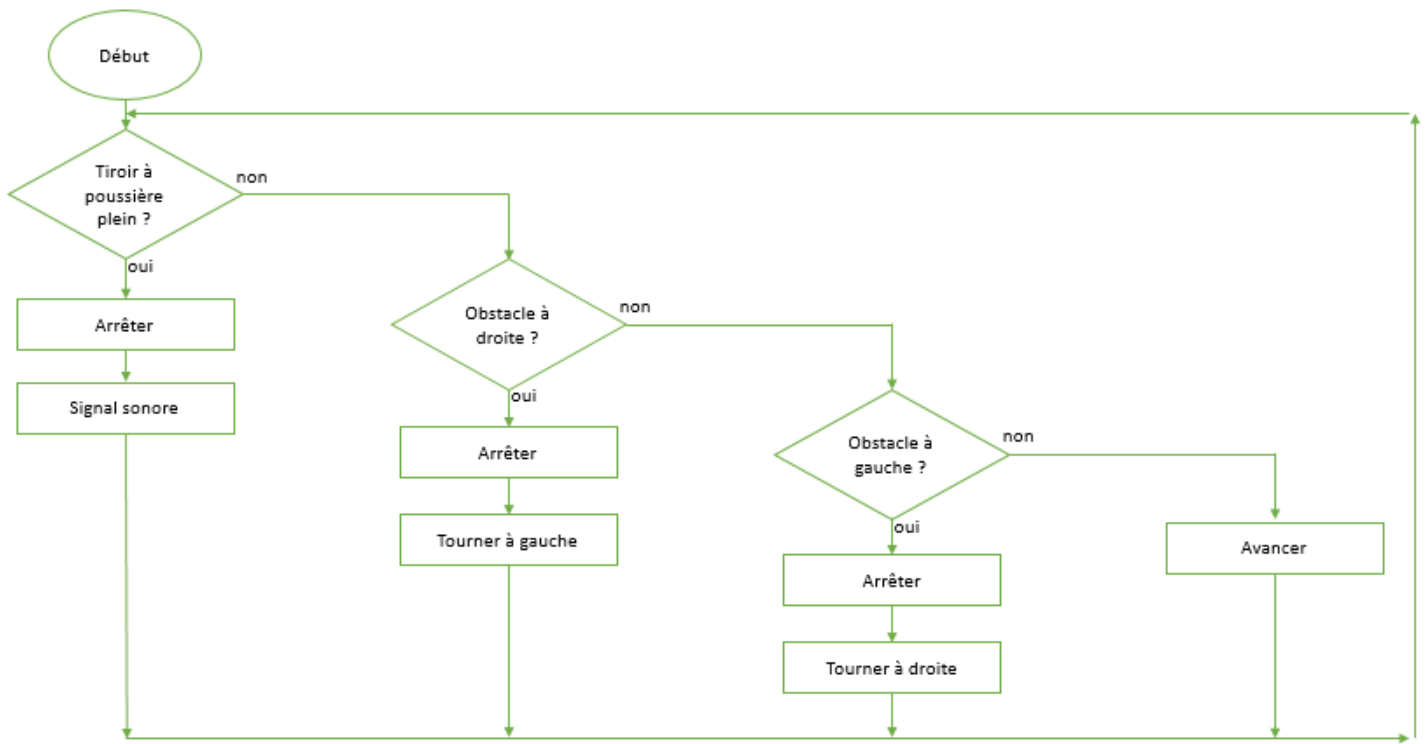 Début
Tiroir à
poussière
plein ?
non
oui
Arrêter
Signal sonore
Obstacle à
droite ?
non
oui
Arrêter
Tourner à gauche
Obstacle à
gauche ?
non
oui
Arrêter
Tourner à droite
Avancer